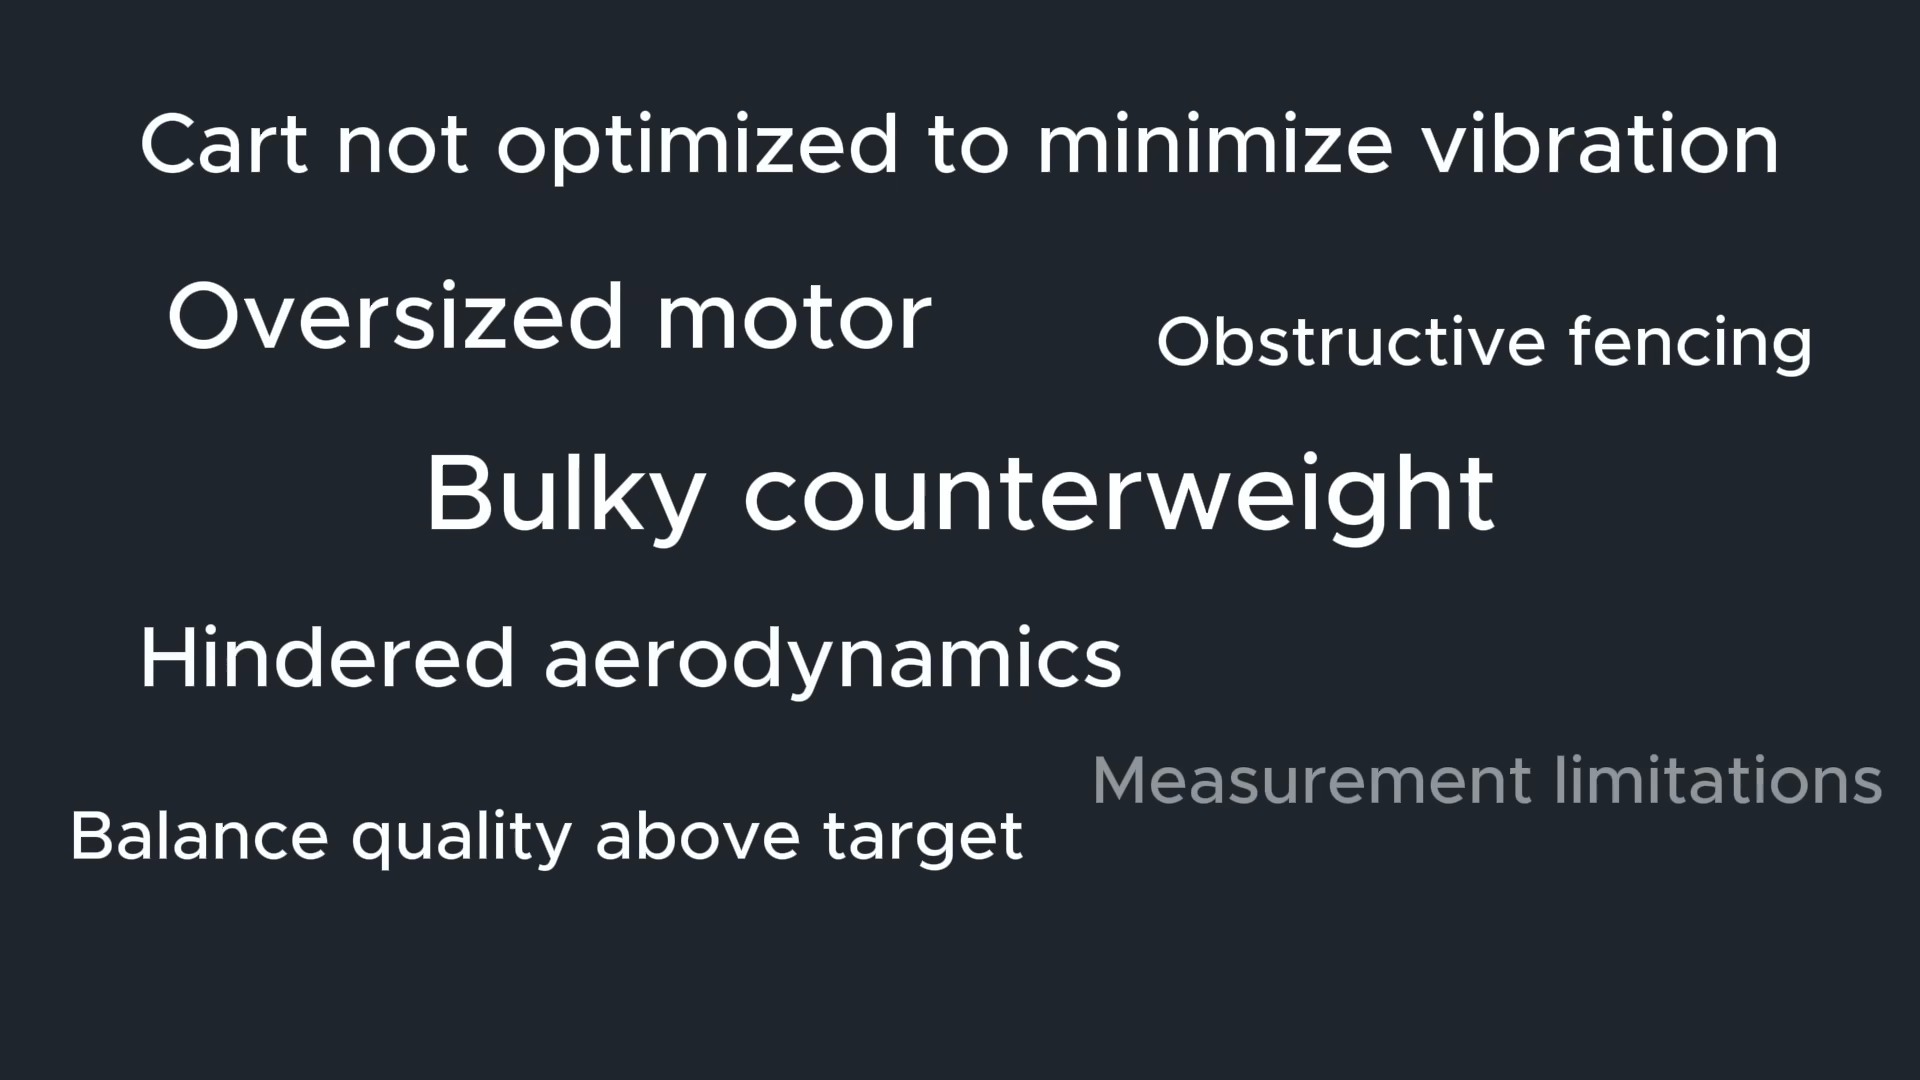 Cart not optimized to minimize vibration
Oversized motor
Obstructive fencing
Bulky counterweight
Hindered aerodynamics
Measurement limitations
Balance quality above target